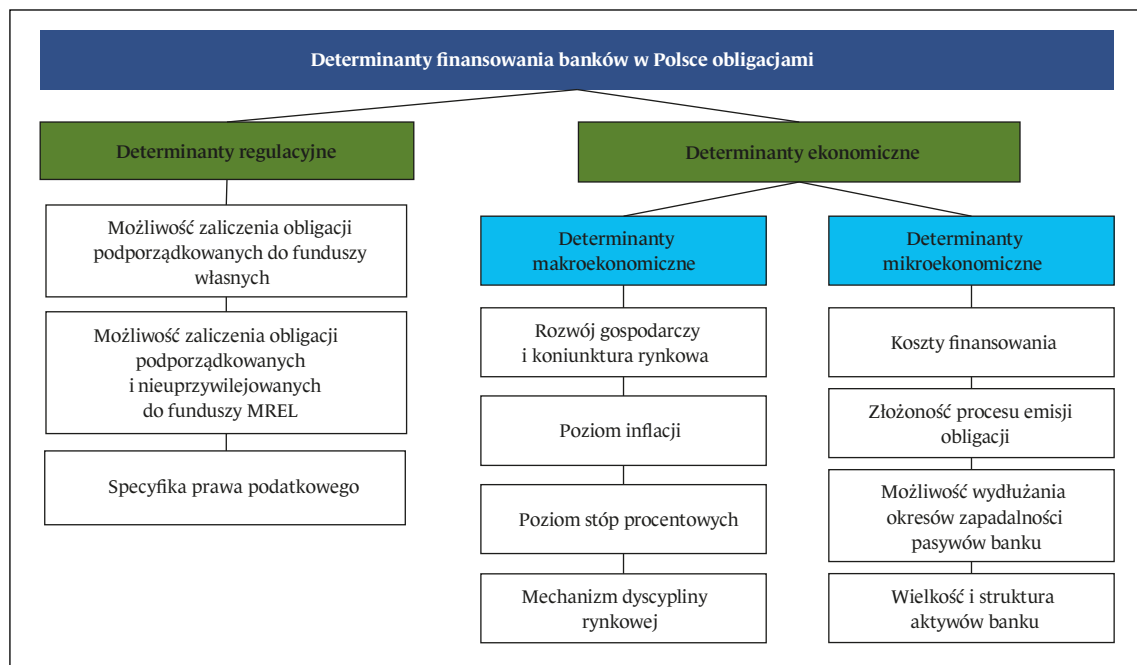 Determinanty finansowania banków w Polsce obligacjami
Determinanty regulacyjne
Możliwość zaliczenia obligacji
podporządkowanych do funduszy
własnych
Możliwość zaliczenia obligacji
podporządkowanych
i nieuprzywilejowanych
do funduszy MREL
Specyfika prawa podatkowego
Determinanty ekonomiczne
Determinanty
makroekonomiczne
Rozwój gospodarczy
i koniunktura rynkowa
Poziom inflacji
Poziom stóp procentowych
Mechanizm dyscypliny
rynkowej
Determinanty
mikroekonomiczne
Koszty finansowania
Złożoność procesu emisji
obligacji
Możliwość wydłużania
okresów zapadalności
pasywów banku
Wielkość i struktura
aktywów banku